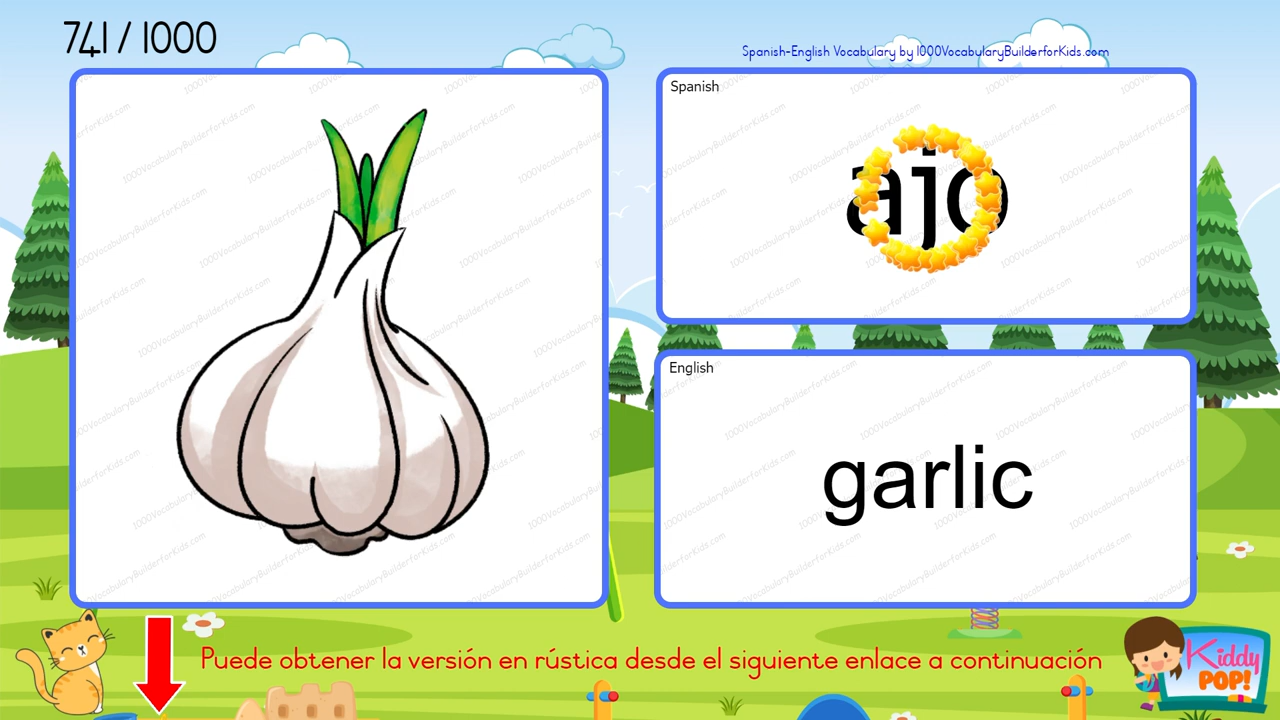 741 / 1000
Spanish-English Vocabulary by 1000VocabularyBuilderforKids.com
Spanish
ajo
English
garlic
Puede obtener la versión en rústica desde el siguiente enlace a continuación
Kiddy
POP!